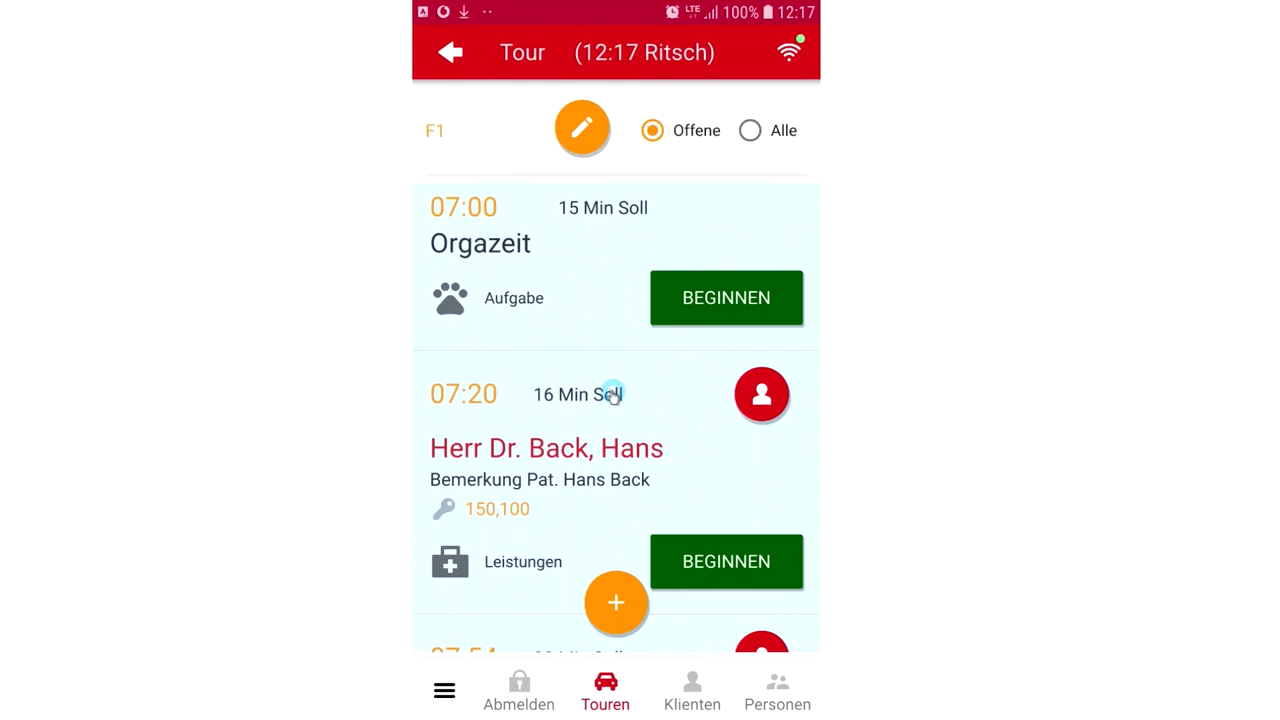 LTE 100% 12:17
Tour (12:17 Ritsch)
F1 Offene Alle
07:00 15 Min Soll
Orgazeit
Aufgabe BEGINNEN
07:20 16 Min Soll
Herr Dr. Back, Hans
Bemerkung Pat. Hans Back
150,100
Leistungen BEGINNEN
07:54
Abmelden Touren Klienten Personen